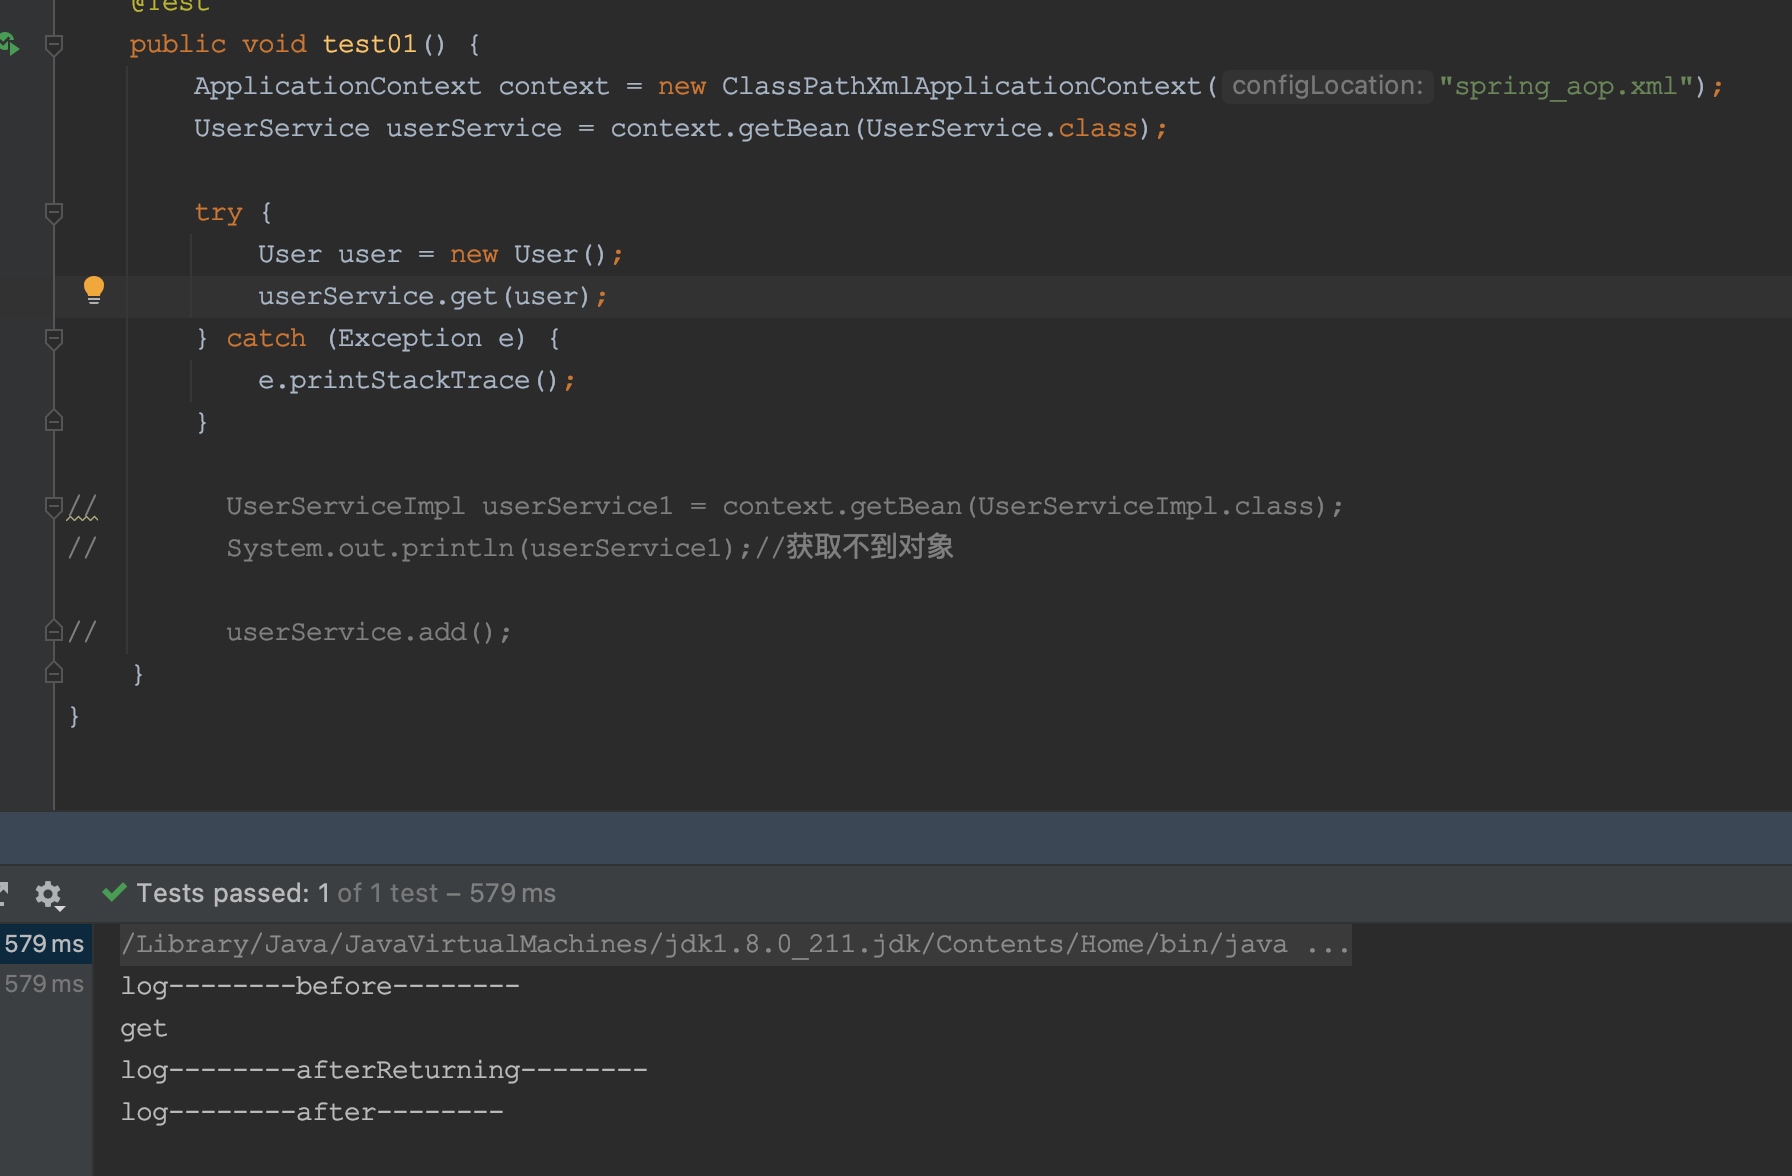 @Test
public void test01() {
ApplicationContext context = new ClassPathXmlApplicationContext( configLocation: "spring_aop.xml");
UserService userService = context.getBean(UserService.class);
try {
User user = new User();
userService.get(user);
} catch (Exception e) {
e.printStackTrace();
}
// UserServiceImpl userService1 = context.getBean(UserServiceImpl.class);
// System.out.println(userService1);//获取不到对象
// userService.add();
}
}
Tests passed: 1 of 1 test – 579 ms
579 ms
579 ms
/Library/Java/JavaVirtualMachines/jdk1.8.0_211.jdk/Contents/Home/bin/java ...
log--------before--------
get
log--------afterReturning--------
log--------after--------